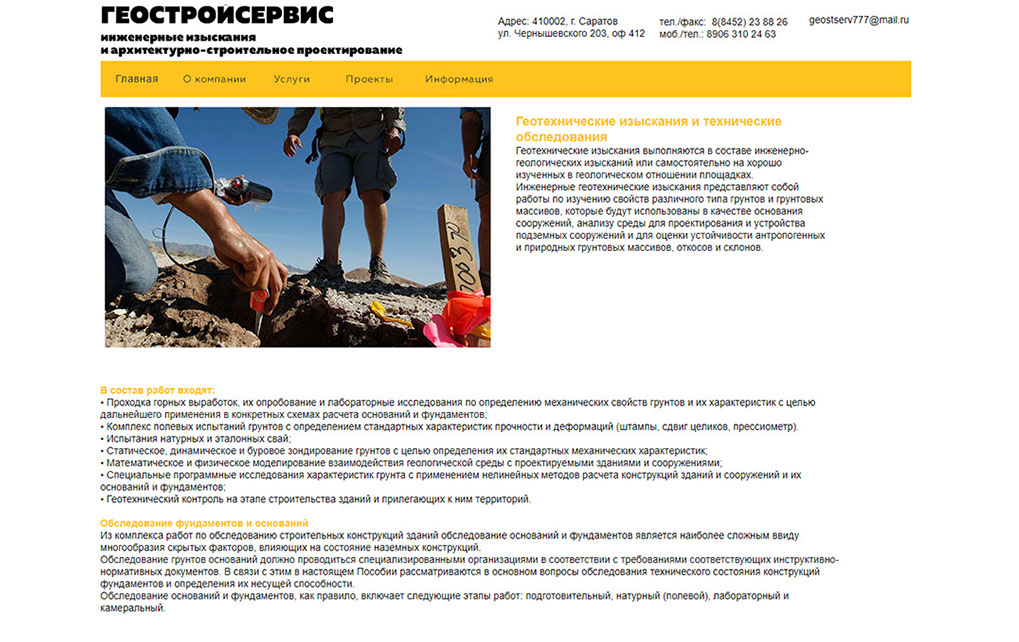 ГЕОСТРОЙСЕРВИС
инженерные изыскания
и архитектурно-строительное проектирование
Адрес: 410002, г. Саратов
ул. Чернышевского 203, оф 412
тел./факс: 8(8452) 23 88 26
моб./тел.: 8906 310 24 63
geostserv777@mail.ru
Главная О компании Услуги Проекты Информация
Геотехнические изыскания и технические
обследования
Геотехнические изыскания выполняются в составе инженерно-
геологических изысканий или самостоятельно на хорошо
изученных в геологическом отношении площадках.
Инженерные геотехнические изыскания представляют собой
работы по изучению свойств различного типа грунтов и грунтовых
массивов, которые будут использованы в качестве основания
сооружений, анализу среды для проектирования и устройства
подземных сооружений и для оценки устойчивости антропогенных
и природных грунтовых массивов, откосов и склонов.
В состав работ входят:
• Проходка горных выработок, их опробование и лабораторные исследования по определению механических свойств грунтов и их характеристик с целью
дальнейшего применения в конкретных схемах расчета оснований и фундаментов;
• Комплекс полевых испытаний грунтов с определением стандартных характеристик прочности и деформаций (штампы, сдвиг целиков, прессиометр).
• Испытания натурных и эталонных свай;
• Статическое, динамическое и буровое зондирование грунтов с целью определения их стандартных механических характеристик;
• Математическое и физическое моделирование взаимодействия геологической среды с проектируемыми зданиями и сооружениями;
• Специальные программные исследования характеристик грунта с применением нелинейных методов расчета конструкций зданий и сооружений и их
оснований и фундаментов;
• Геотехнический контроль на этапе строительства зданий и прилегающих к ним территорий.
Обследование фундаментов и оснований
Из комплекса работ по обследованию строительных конструкций зданий обследование оснований и фундаментов является наиболее сложным ввиду
многообразия скрытых факторов, влияющих на состояние наземных конструкций.
Обследование грунтов оснований должно проводиться специализированными организациями в соответствии с требованиями соответствующих инструктивно-
нормативных документов. В связи с этим в настоящем Пособии рассматриваются в основном вопросы обследования технического состояния конструкций
фундаментов и определения их несущей способности.
Обследование оснований и фундаментов, как правило, включает следующие этапы работ: подготовительный, натурный (полевой), лабораторный и
камеральный.